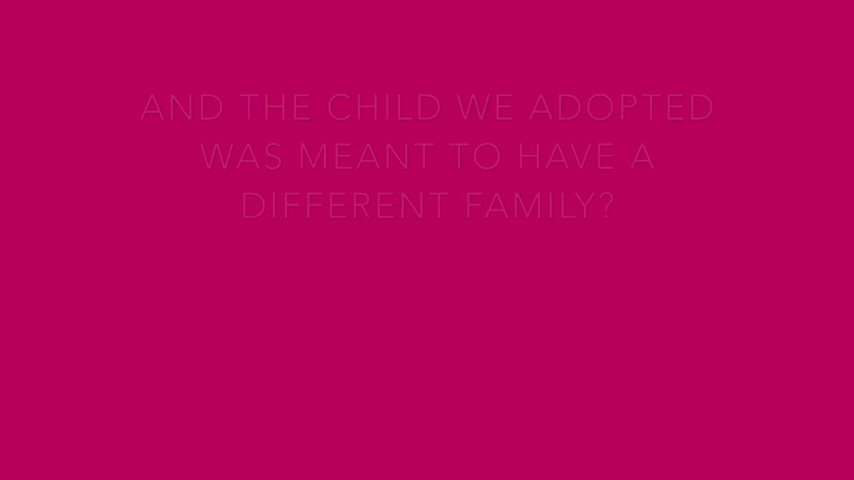 AND THE CHILD WE ADOPTED
WAS MEANT TO HAVE A
DIFFERENT FAMILY?